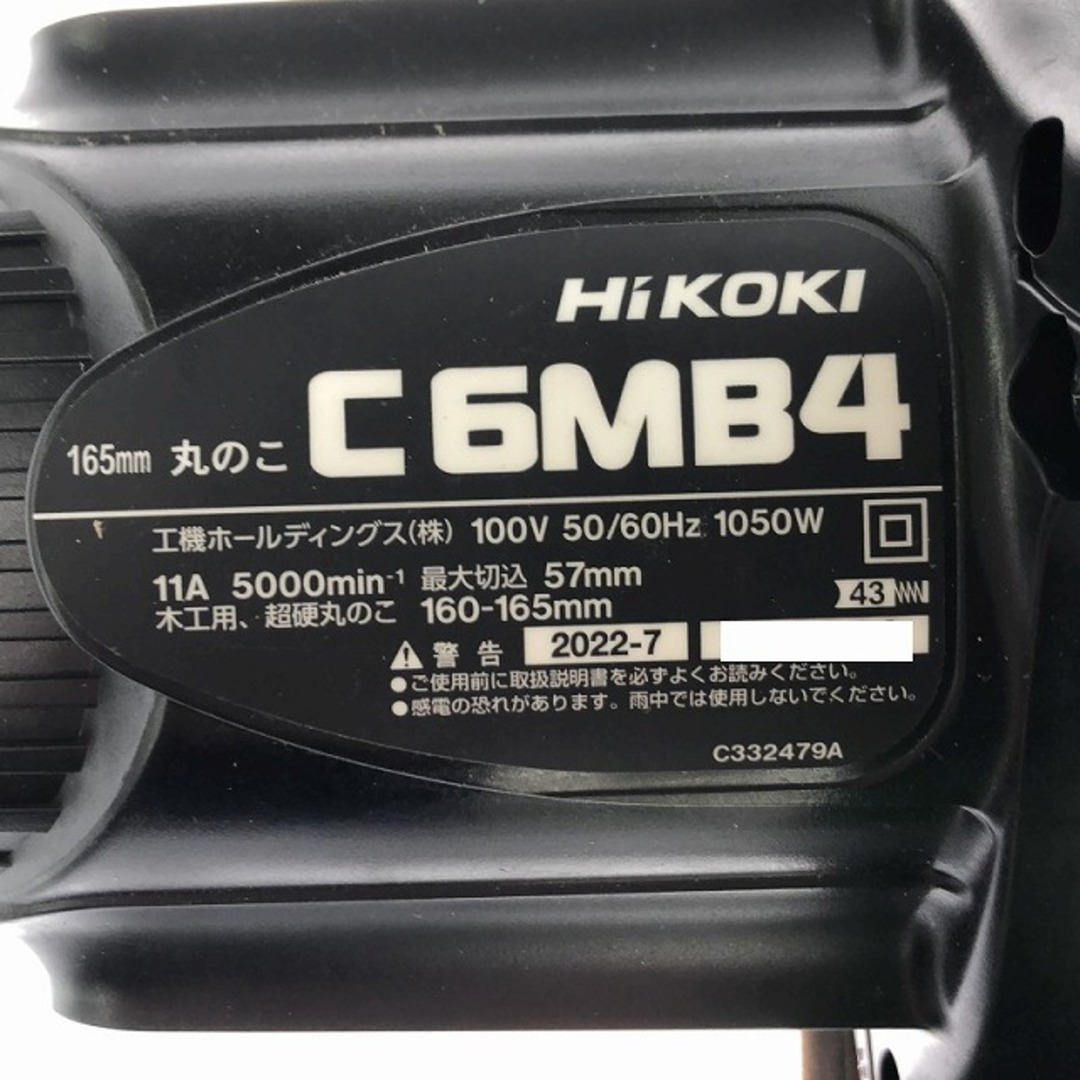 HiKOKI
165mm 丸のこ C6MB4
工機ホールディングス(株) 100V 50/60Hz 1050W
11A 5000min⁻¹ 最大切込 57mm
木工用、超硬丸のこ 160-165mm
43
警告 2022-7
●ご使用前に取扱説明書を必ずよくお読みください。
●感電の恐れがあります。雨中では使用しないでください。
C332479A